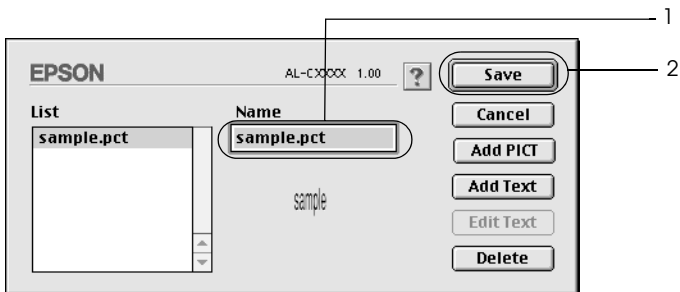 1
EPSON AL-CXXXX 1.00 ? Save 2
List Name Cancel
sample.pct sample.pct
Add PICT
sample Add Text
Edit Text
Delete